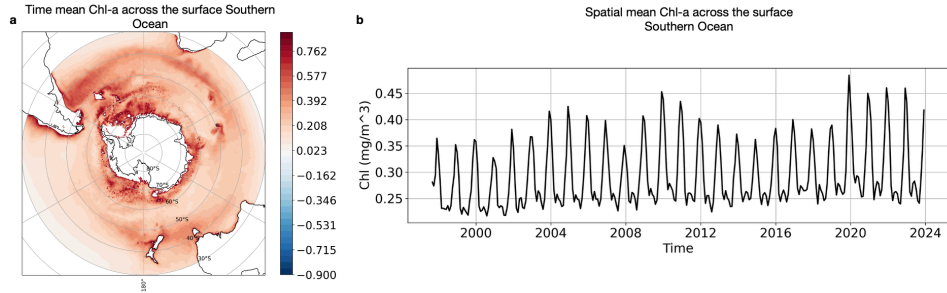 Time mean Chl-a across the surface Southern
Ocean
a
0.762
0.577
0.392
0.208
0.023
−0.162
−0.346
−0.531
−0.715
−0.900
70°S
60°S
50°S
40°S
30°S
180°
b
Spatial mean Chl-a across the surface
Southern Ocean
Chl (mg/m^3)
0.45
0.40
0.35
0.30
0.25
2000
2004
2008
2012
2016
2020
2024
Time